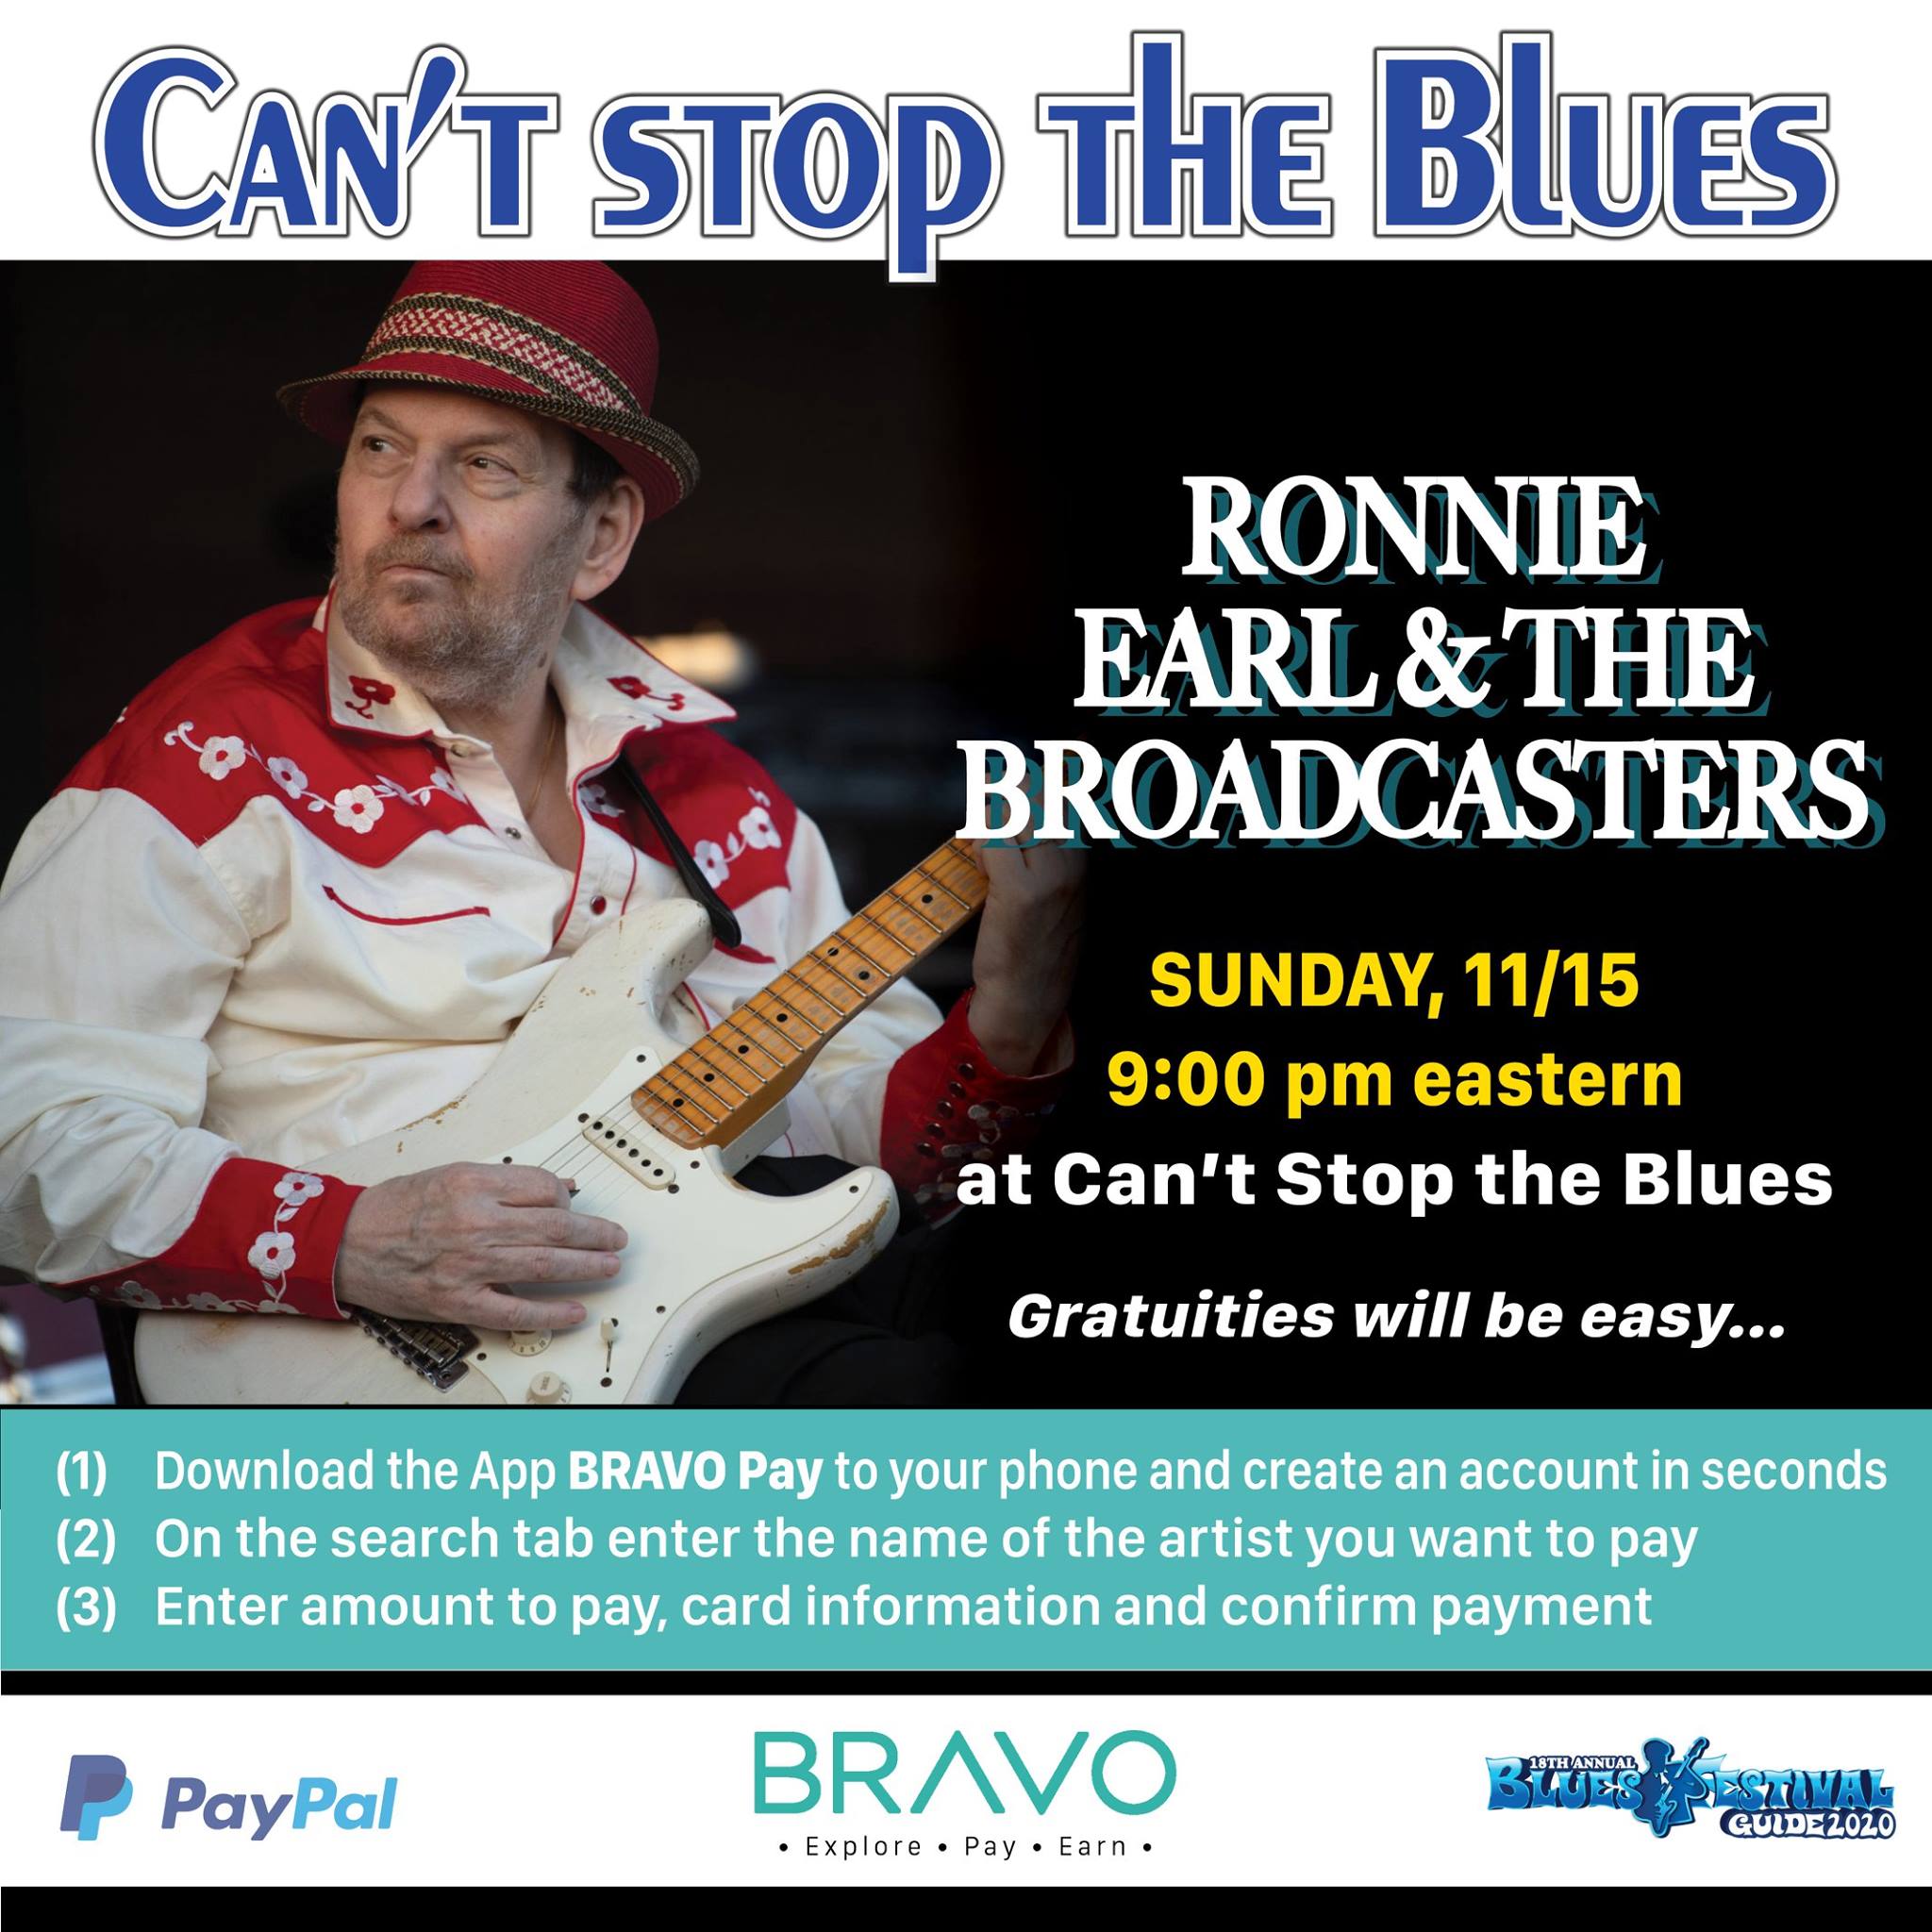 CAN'T STOP THE BLUES
RONNIE
EARL & THE
BROADCASTERS
SUNDAY, 11/15
9:00 pm eastern
at Can't Stop the Blues
Gratuities will be easy...
(1) Download the App BRAVO Pay to your phone and create an account in seconds
(2) On the search tab enter the name of the artist you want to pay
(3) Enter amount to pay, card information and confirm payment
PayPal
BRAVO
• Explore • Pay • Earn •
18TH ANNUAL
BLUES FESTIVAL
GUIDE 2020